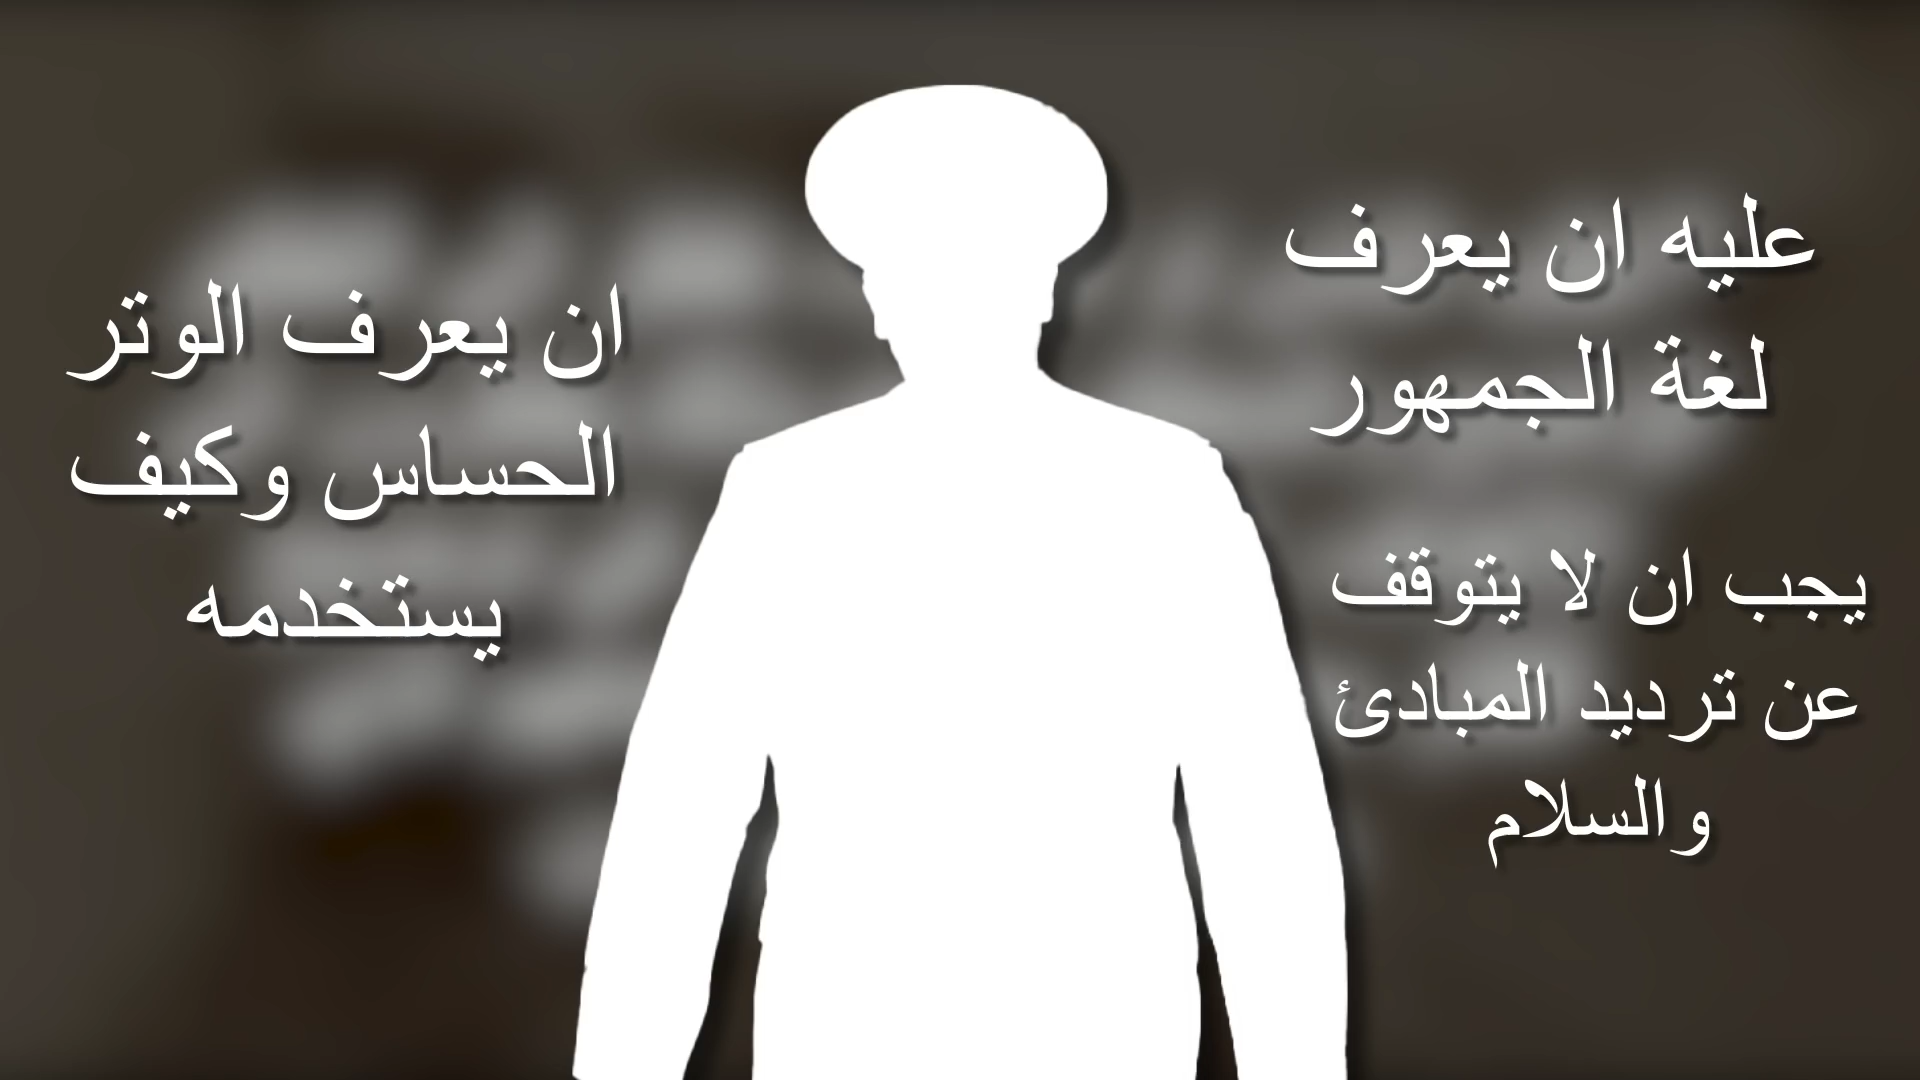 عليه ان يعرف
لغة الجمهور
يجب ان لا يتوقف
عن ترديد المبادئ
والسلام
ان يعرف الوتر
الحساس وكيف
يستخدمه